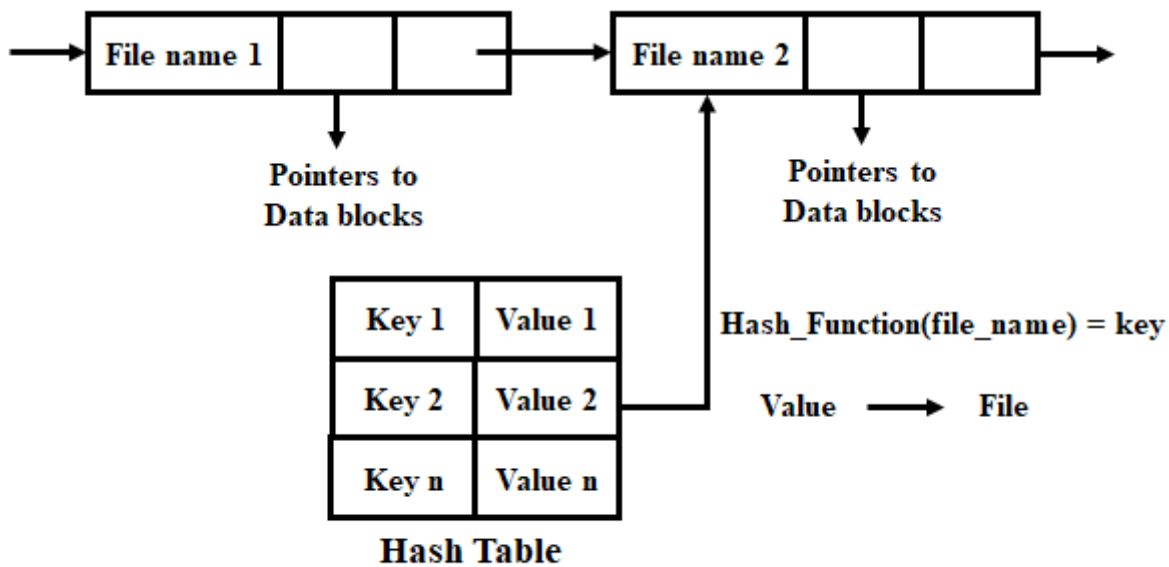 File name 1
File name 2
Pointers to
Data blocks
Pointers to
Data blocks
Key 1 Value 1
Key 2 Value 2
Key n Value n
Hash Table
Hash_Function(file_name) = key
Value File